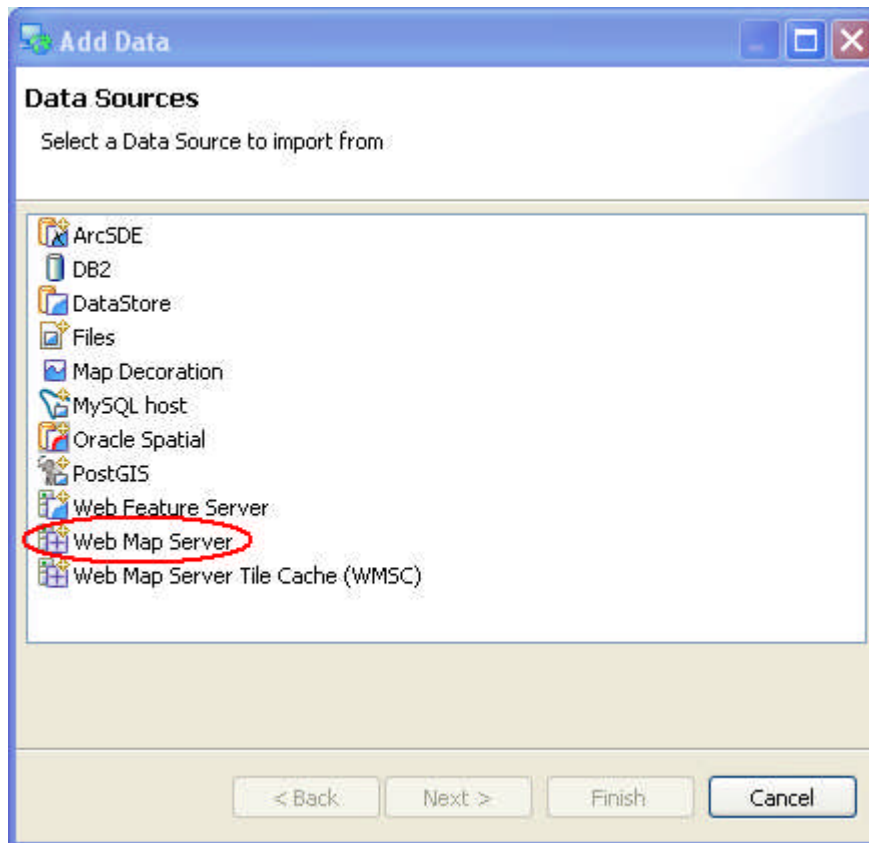 Add Data
Data Sources
Select a Data Source to import from
ArcSDE
DB2
DataStore
Files
Map Decoration
MySQL host
Oracle Spatial
PostGIS
Web Feature Server
Web Map Server
Web Map Server Tile Cache (WMSC)
< Back Next > Finish Cancel